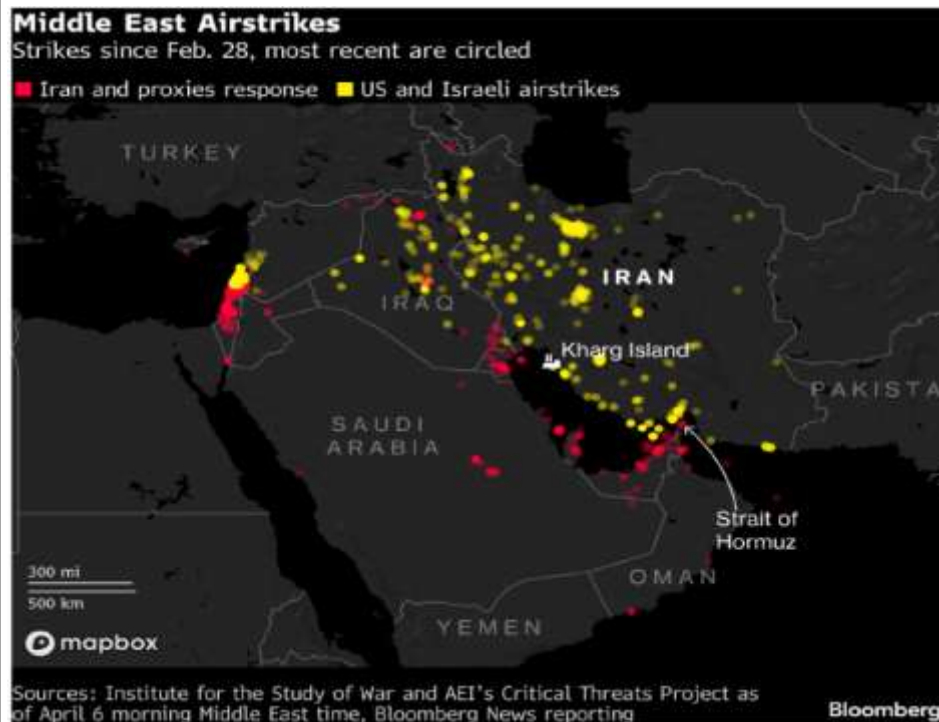 Middle East Airstrikes
Strikes since Feb. 28, most recent are circled
Iran and proxies response US and Israeli airstrikes
TURKEY
IRAN
IRAQ
Kharg Island
PAKISTA
SAUDI
ARABIA
Strait of
Hormuz
300 mi
500 km
OMAN
YEMEN
mapbox
Sources: Institute for the Study of War and AEI's Critical Threats Project as
of April 6 morning Middle East time, Bloomberg News reporting
Bloomberg